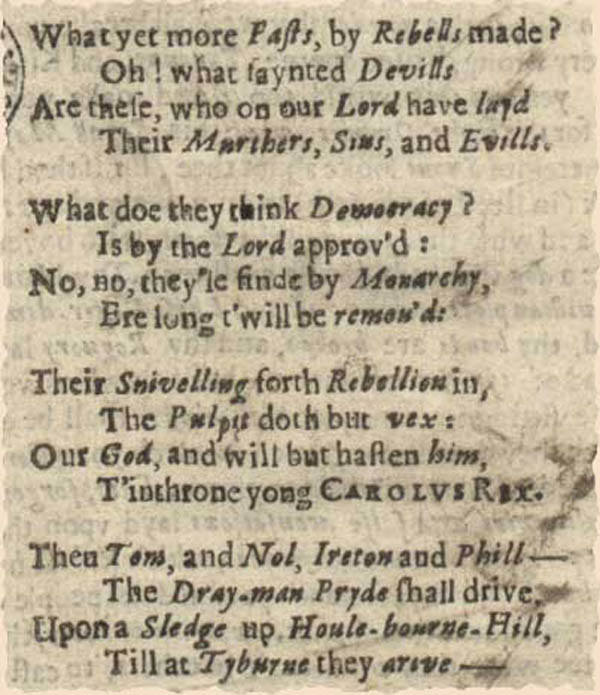 What yet more Faſts, by Rebells made?
Oh! what ſaynted Devills
Are theſe, who on our Lord have layd
Their Murthers, Sins, and Evills.
What doe they think Democracy?
Is by the Lord approv'd:
No, no, they'le finde by Monarchy,
Ere long t'will be remov'd:
Their Snivelling forth Rebellion in,
The Pulpit doth but vex:
Our God, and will but haſten him,
T'inthrone yong CAROLVS REX.
Then Tom, and Nol, Ireton and Phill—
The Dray-man Pryde ſhall drive,
Upon a Sledge up Houle-bourne-Hill,
Till at Tyburne they arive—